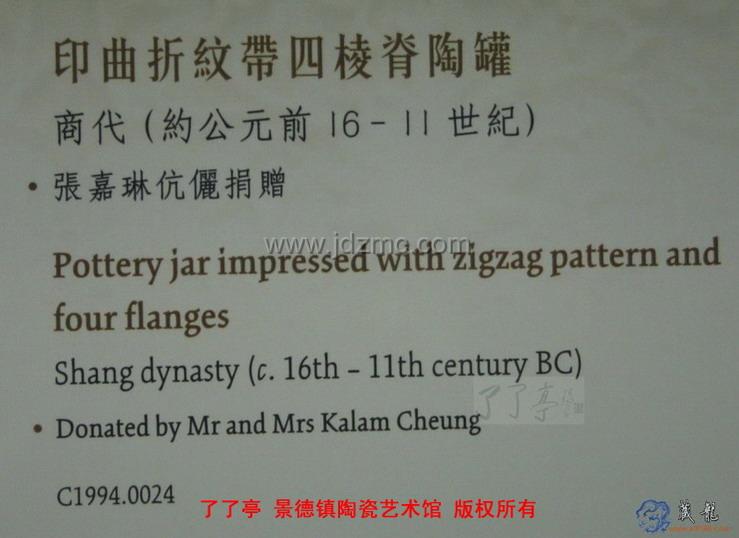 印曲折紋帶四棱脊陶罐
商代（約公元前 16 - 11 世紀）
• 張嘉琳伉儷捐贈
www.jdzmc.com
Pottery jar impressed with zigzag pattern and
four flanges
Shang dynasty (c. 16th – 11th century BC)
了了亭
• Donated by Mr and Mrs Kalam Cheung
C1994.0024
了了亭 景德镇陶瓷艺术馆 版权所有
藏龍